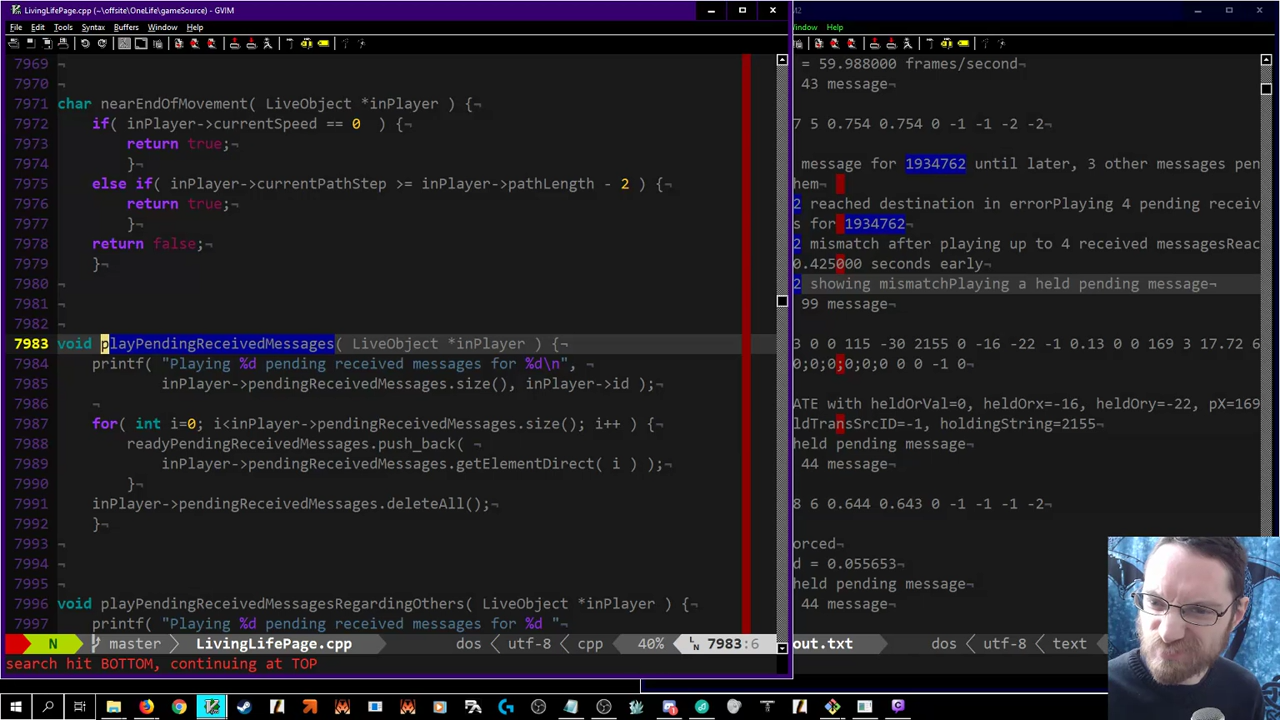 LivingLifePage.cpp (~\offsite\OneLife\gameSource) - GVIM
File Edit Tools Syntax Buffers Window Help
7969
7970
7971 char nearEndOfMovement( LiveObject *inPlayer ) {¬
7972 if( inPlayer->currentSpeed == 0  ) {¬
7973 return true;¬
7974 }¬
7975 else if( inPlayer->currentPathStep >= inPlayer->pathLength - 2 ) {¬
7976 return true;¬
7977 }¬
7978 return false;¬
7979 }¬
7980 ¬
7981 ¬
7982 ¬
7983 void playPendingReceivedMessages( LiveObject *inPlayer ) {¬
7984 printf( "Playing %d pending received messages for %d\n", ¬
7985 inPlayer->pendingReceivedMessages.size(), inPlayer->id );¬
7986 ¬
7987 for( int i=0; i<inPlayer->pendingReceivedMessages.size(); i++ ) {¬
7988 readyPendingReceivedMessages.push_back( ¬
7989 inPlayer->pendingReceivedMessages.getElementDirect( i ) );¬
7990 }¬
7991 inPlayer->pendingReceivedMessages.deleteAll();¬
7992 }¬
7993 ¬
7994 ¬
7995 ¬
7996 void playPendingReceivedMessagesRegardingOthers( LiveObject *inPlayer ) {¬
7997 printf( "Playing %d pending received messages for %d "¬
N master LivingLifePage.cpp dos utf-8 cpp 40% 7983:6
search hit BOTTOM, continuing at TOP
Window Help
= 59.988000 frames/second¬
43 message¬
7 5 0.754 0.754 0 -1 -1 -2 -2¬
message for 1934762 until later, 3 other messages pen
hem
2 reached destination in errorPlaying 4 pending receiv
s for 1934762¬
2 mismatch after playing up to 4 received messagesReac
0.425000 seconds early¬
2 showing mismatchPlaying a held pending message¬
99 message¬
3 0 0 115 -30 2155 0 -16 -22 -1 0.13 0 0 169 3 17.72 6
0;0;0;0;0;0 0 0 -1 0¬
ATE with heldOrVal=0, heldOrx=-16, heldOry=-22, pX=169
ldTransSrcID=-1, holdingString=2155¬
held pending message¬
44 message¬
8 6 0.644 0.643 0 -1 -1 -2¬
orced¬
d = 0.055653¬
held pending message¬
44 message¬
out.txt dos utf-8 text